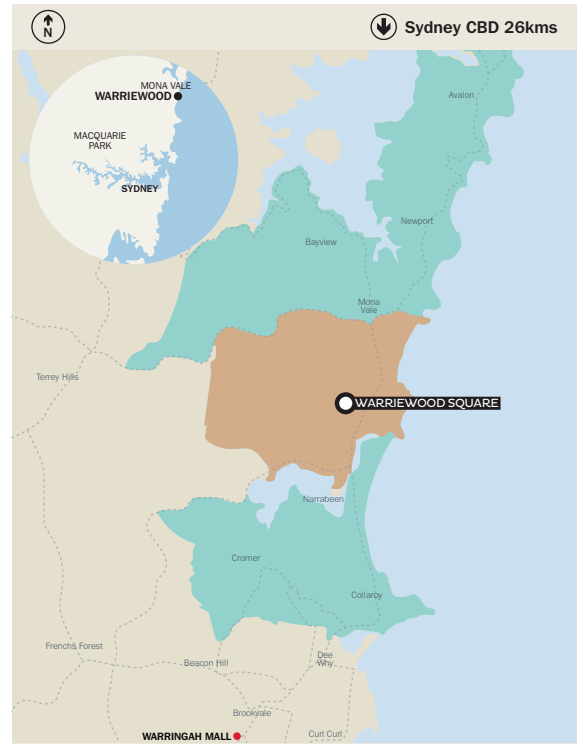 N
Sydney CBD 26kms
MONA VALE
WARRIEWOOD
MACQUARIE
PARK
SYDNEY
Avalon
Newport
Bayview
Mona
Vale
Terrey Hills
WARRIEWOOD SQUARE
Narrabeen
Cromer
Collaroy
Frenchs Forest
Beacon Hill
Dee
Why
Brookvale
WARRINGAH MALL
Curl Curl